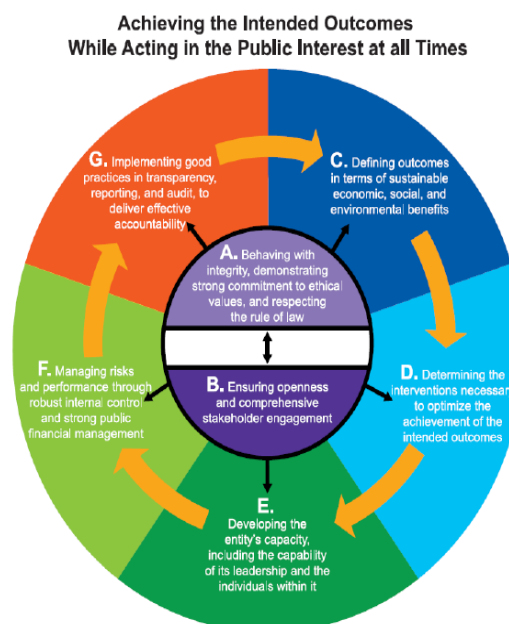 Achieving the Intended Outcomes
While Acting in the Public Interest at all Times
G. Implementing good
practices in transparency,
reporting, and audit, to
deliver effective
accountability
C. Defining outcomes
in terms of sustainable
economic, social, and
environmental benefits
A. Behaving with
integrity, demonstrating
strong commitment to ethical
values, and respecting
the rule of law
B. Ensuring openness
and comprehensive
stakeholder engagement
D. Determining the
interventions necessary
to optimize the
achievement of the
intended outcomes
E.
Developing the
entity's capacity,
including the capability
of its leadership and the
individuals within it
F. Managing risks
and performance through
robust internal control
and strong public
financial management